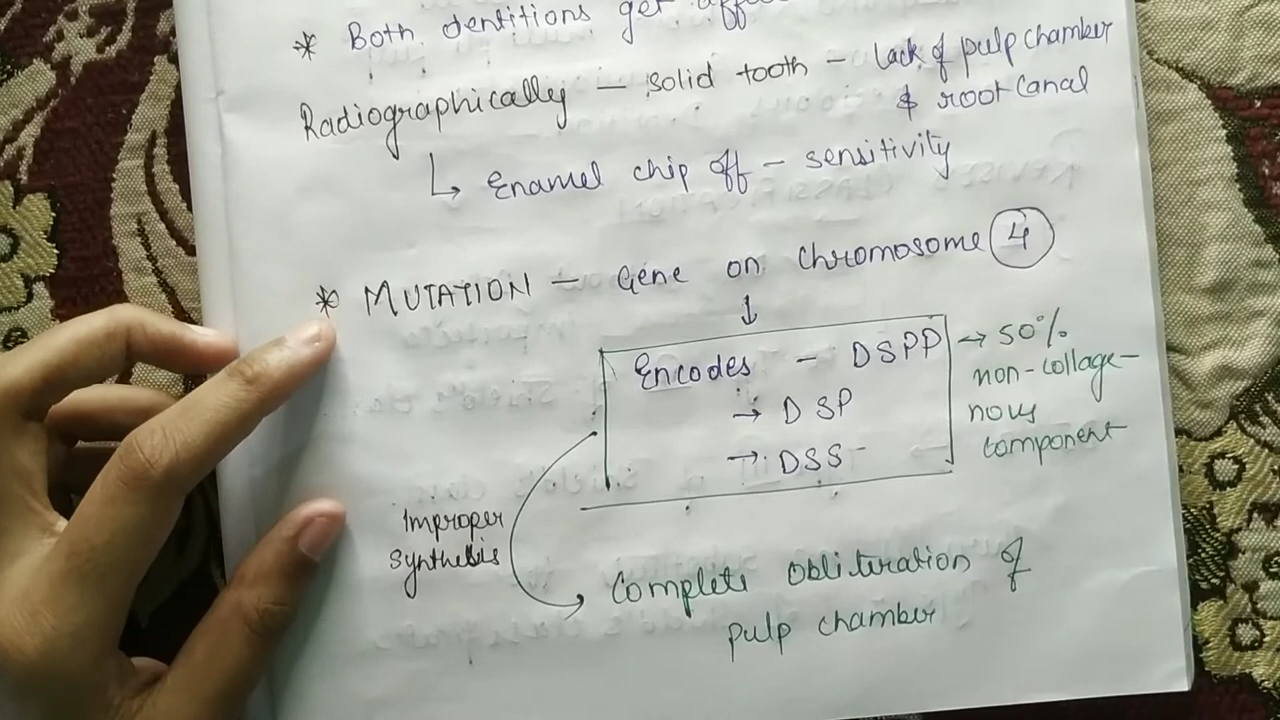 * Both dentitions get
Radiographically — solid tooth — lack of pulp chamber
& root canal
↳ Enamel chip off — sensitivity
* MUTATION — Gene on chromosome 4
↓
Encodes - DSPP → 50%
non-collage-
→ DSP nous
→ DSS component
Improper
synthesis
Complete obliteration of
pulp chamber